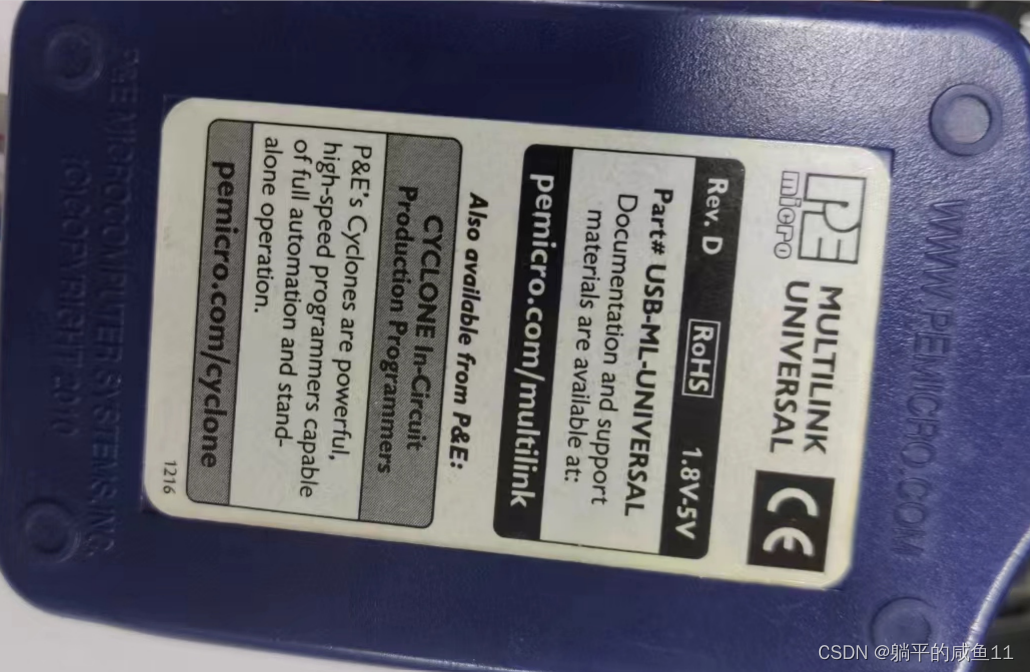 WWW.PEMICRO.COM
PE
micro
MULTILINK
UNIVERSAL
CE
Rev. D RoHS 1.8V-5V
Part# USB-ML-UNIVERSAL
Documentation and support
materials are available at:
pemicro.com/multilink
Also available from P&E:
CYCLONE In-Circuit
Production Programmers
P&E's Cyclones are powerful,
high-speed programmers capable
of full automation and stand-
alone operation.
pemicro.com/cyclone
1216
P&E MICROCOMPUTER SYSTEMS, INC.
(C)COPYRIGHT 2010
CSDN @躺平的咸鱼11